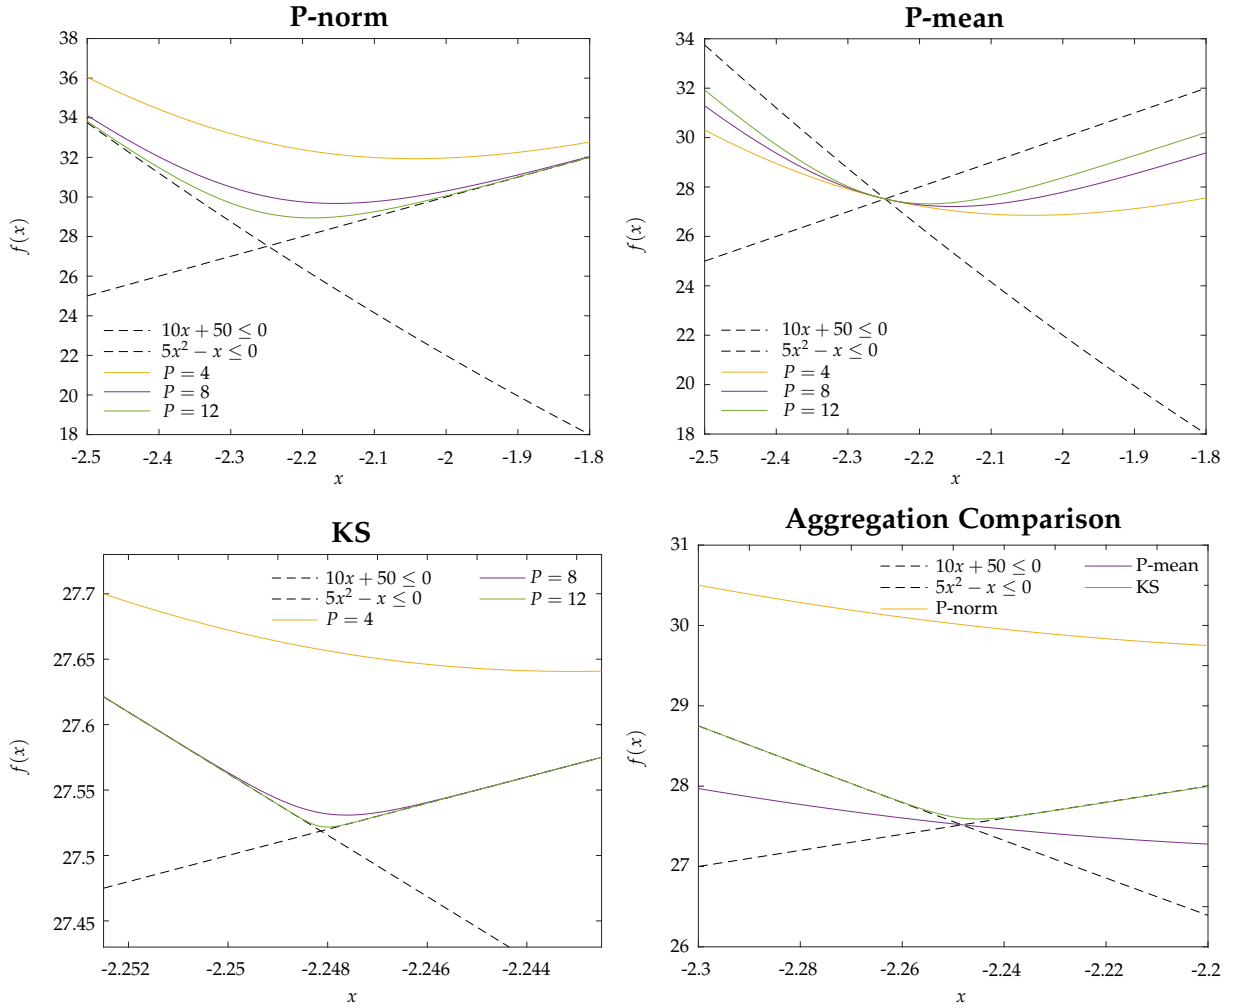 P-norm
38
36
34
32
30
28
26
24
22
20
18
f(x)
10x + 50 ≤ 0
5x² − x ≤ 0
P = 4
P = 8
P = 12
-2.5 -2.4 -2.3 -2.2 -2.1 -2 -1.9 -1.8
x
P-mean
34
32
30
28
26
24
22
20
18
f(x)
10x + 50 ≤ 0
5x² − x ≤ 0
P = 4
P = 8
P = 12
-2.5 -2.4 -2.3 -2.2 -2.1 -2 -1.9 -1.8
x
KS
10x + 50 ≤ 0
5x² − x ≤ 0
P = 4
P = 8
P = 12
27.7
27.65
27.6
27.55
27.5
27.45
f(x)
-2.252 -2.25 -2.248 -2.246 -2.244
x
Aggregation Comparison
10x + 50 ≤ 0
5x² − x ≤ 0
P-norm
P-mean
KS
31
30
29
28
27
26
f(x)
-2.3 -2.28 -2.26 -2.24 -2.22 -2.2
x